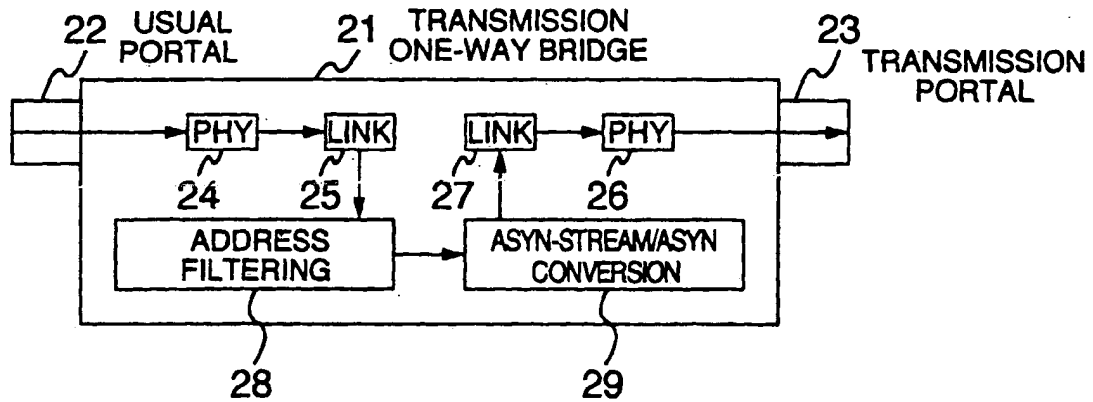 22 USUAL PORTAL
21 TRANSMISSION ONE-WAY BRIDGE
23 TRANSMISSION PORTAL
PHY
LINK
LINK
PHY
24
25
27
26
ADDRESS FILTERING
ASYN-STREAM/ASYN CONVERSION
28
29